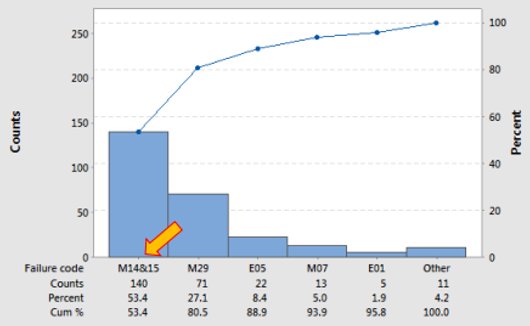 250
200
150
100
50
0
Counts
100
80
60
40
20
0
Percent
Failure code M14&15 M29 E05 M07 E01 Other
Counts 140 71 22 13 5 11
Percent 53.4 27.1 8.4 5.0 1.9 4.2
Cum % 53.4 80.5 88.9 93.9 95.8 100.0